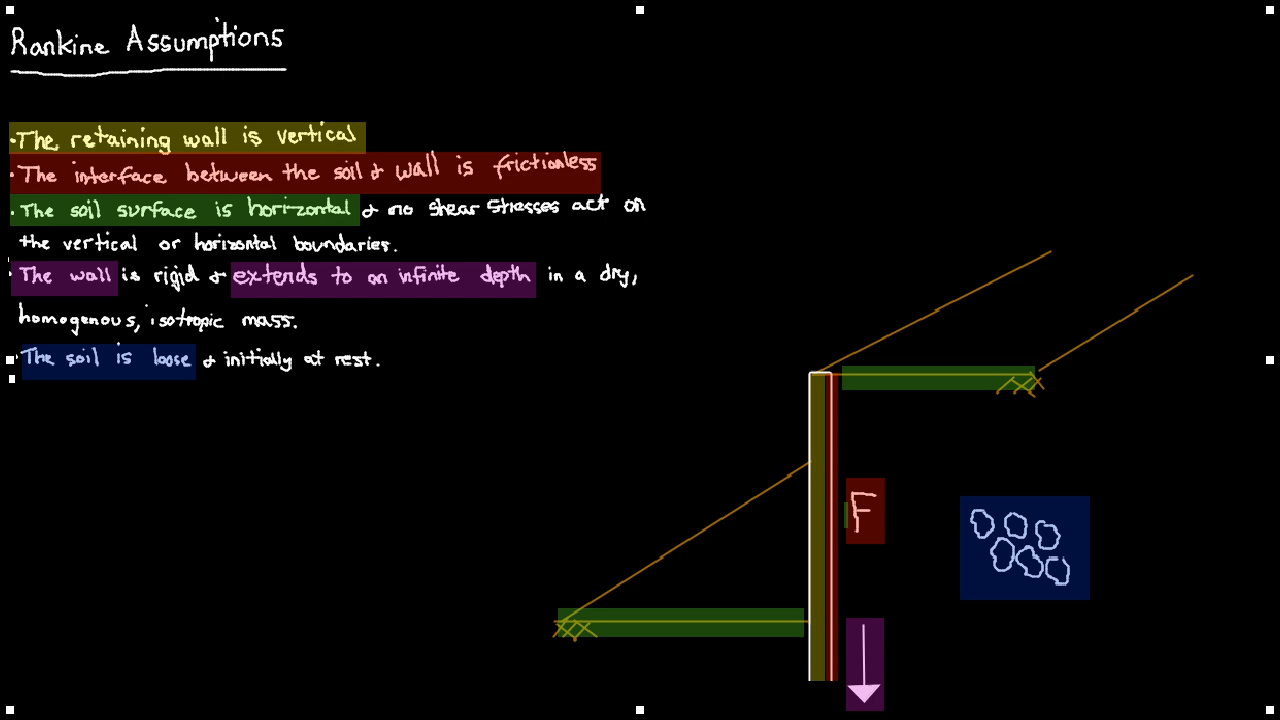 Rankine Assumptions
· The retaining wall is vertical
· The interface between the soil & wall is frictionless
· The soil surface is horizontal & no shear stresses act on
the vertical or horizontal boundaries.
· The wall is rigid & extends to an infinite depth in a dry,
homogenous, isotropic mass.
· The soil is loose & initially at rest.
F